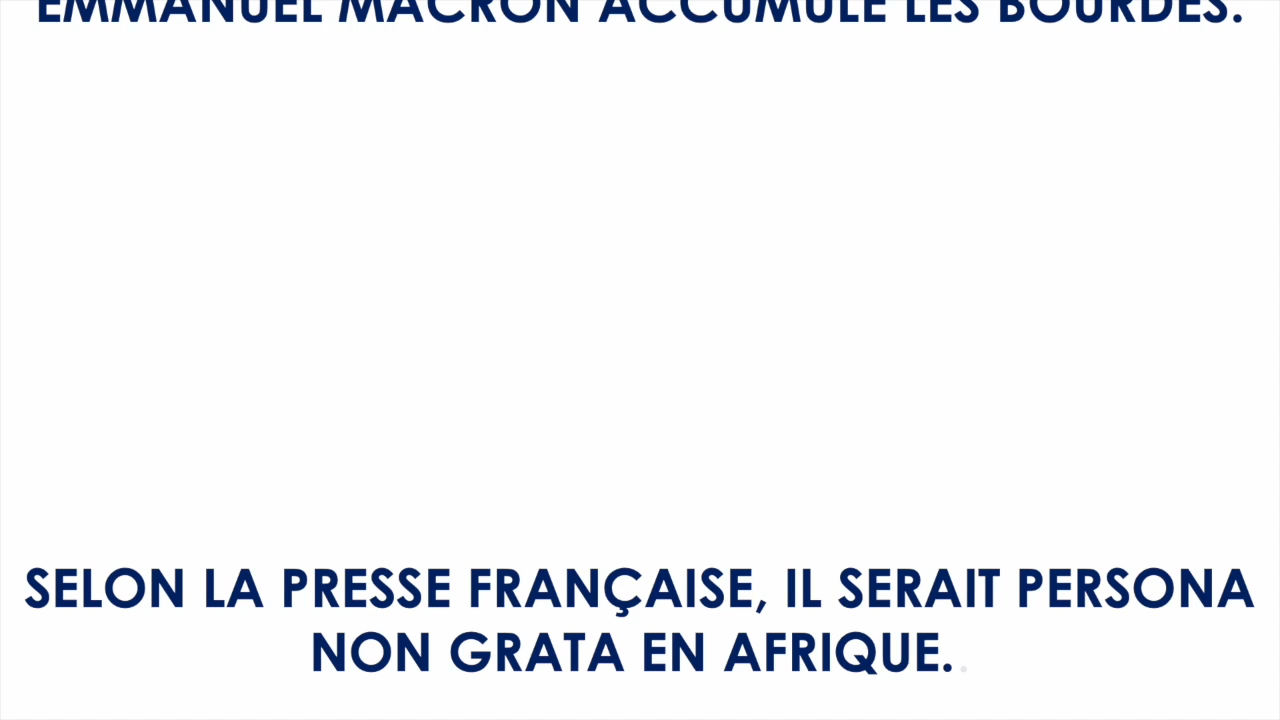 EMMANUEL MACRON ACCUMULE LES BOURDES.
SELON LA PRESSE FRANÇAISE, IL SERAIT PERSONA
NON GRATA EN AFRIQUE..